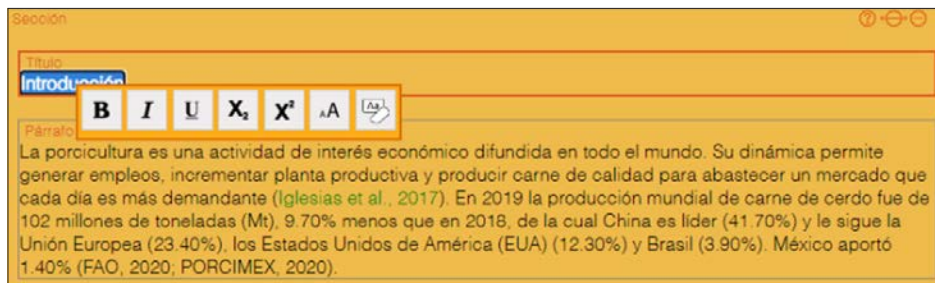 Sección
Título
Introducción
B I U X₂ X² AA Aa
Párrafo
La porcicultura es una actividad de interés económico difundida en todo el mundo. Su dinámica permite
generar empleos, incrementar planta productiva y producir carne de calidad para abastecer un mercado que
cada día es más demandante (Iglesias et al., 2017). En 2019 la producción mundial de carne de cerdo fue de
102 millones de toneladas (Mt), 9.70% menos que en 2018, de la cual China es líder (41.70%) y le sigue la
Unión Europea (23.40%), los Estados Unidos de América (EUA) (12.30%) y Brasil (3.90%). México aportó
1.40% (FAO, 2020; PORCIMEX, 2020).